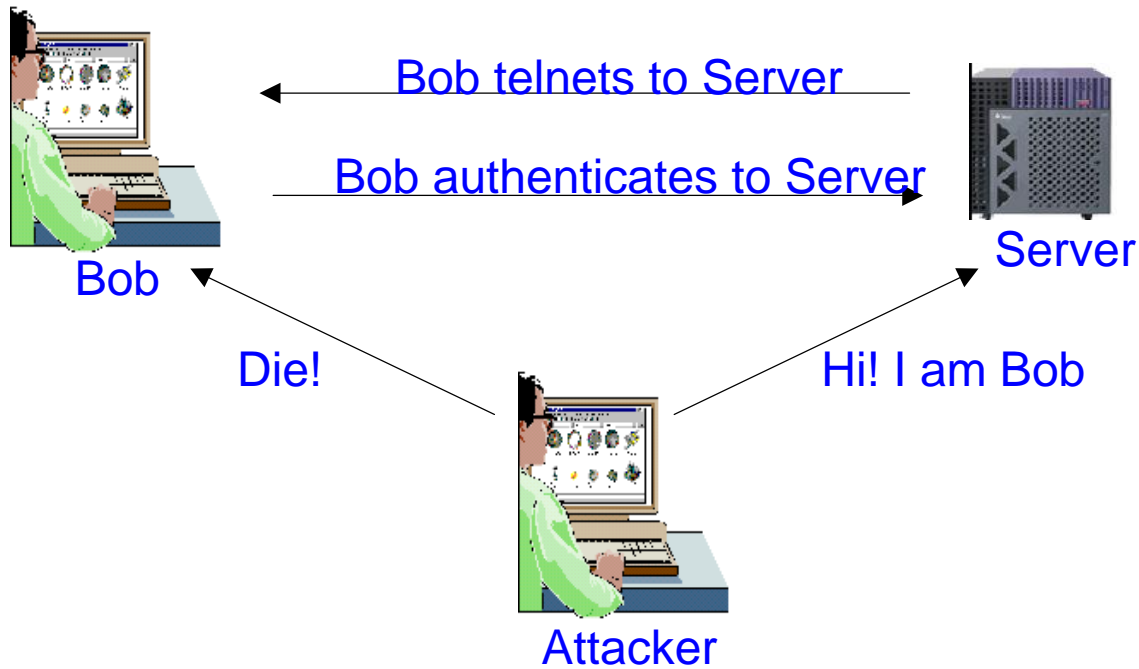 Bob telnets to Server
Bob authenticates to Server
Server
Bob
Die!
Hi! I am Bob
Attacker